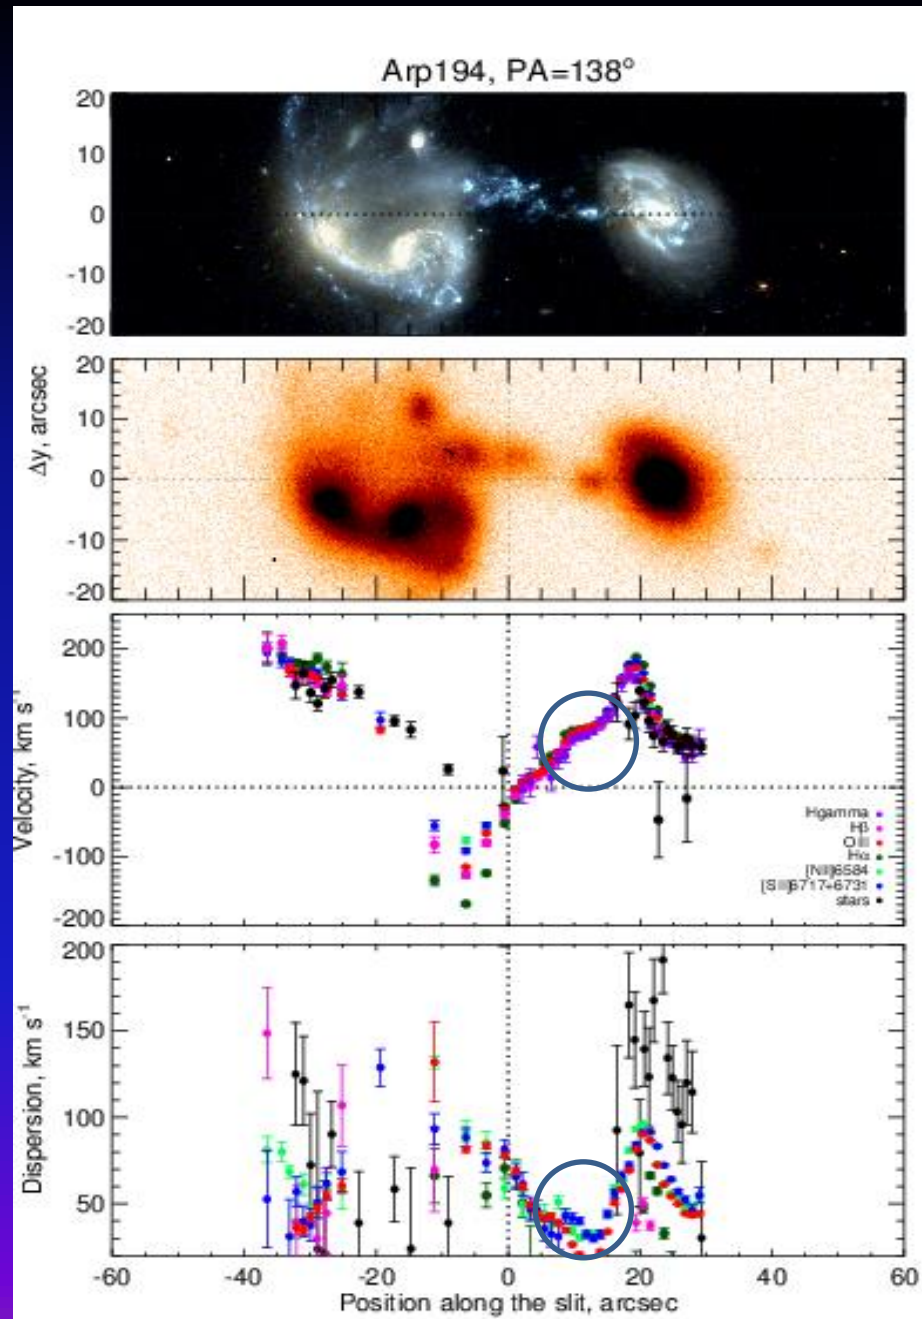 Arp194, PA=138°
20
10
0
-10
-20
Δy, arcsec
20
10
0
-10
-20
Velocity, km s⁻¹
200
100
0
-100
-200
Hgamma
Hβ
OIII
Hα
[NII]6584
[SII]6717+6731
stars
Dispersion, km s⁻¹
200
150
100
50
-60 -40 -20 0 20 40 60
Position along the slit, arcsec